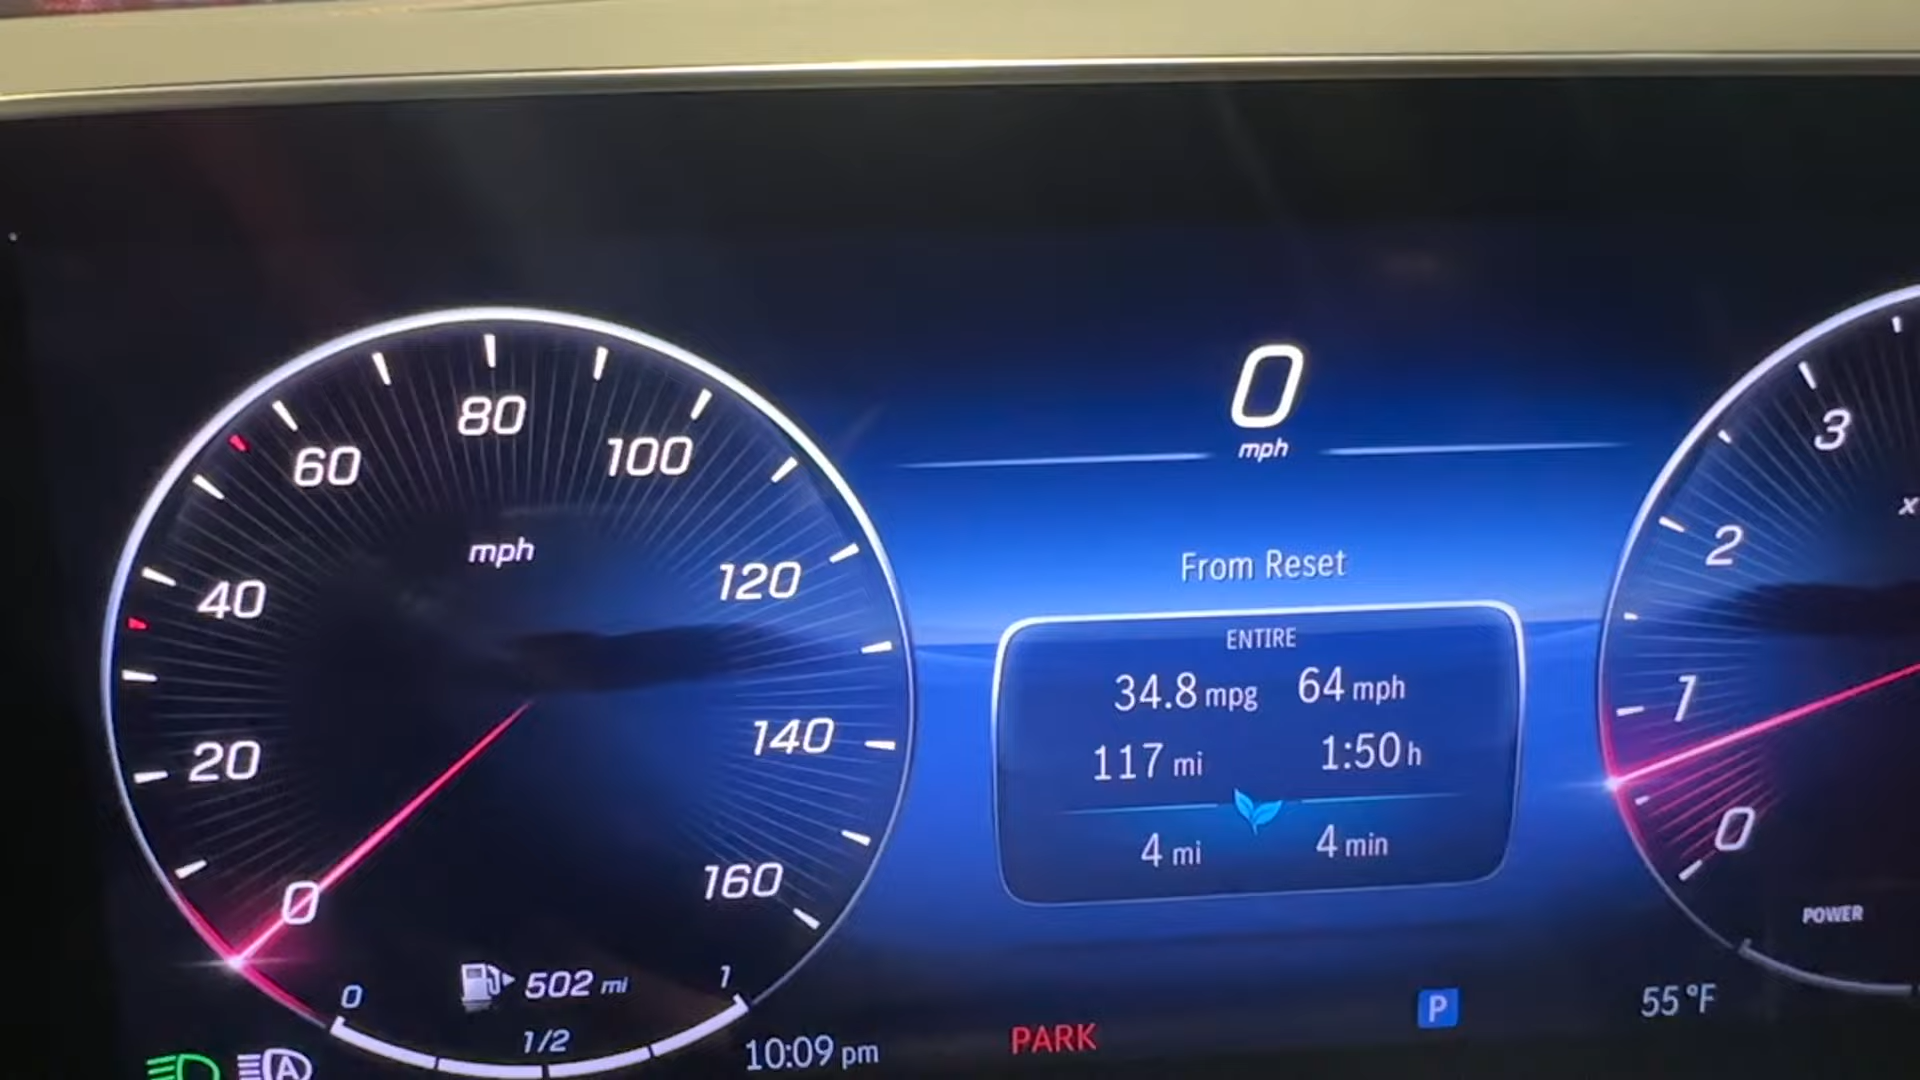 80
60
100
mph
40
120
20
140
0
160
0
502 mi
1
1/2
10:09 pm
0
mph
From Reset
ENTIRE
34.8 mpg 64 mph
117 mi 1:50 h
4 mi 4 min
PARK
P
55 °F
3
x
2
1
0
POWER
A